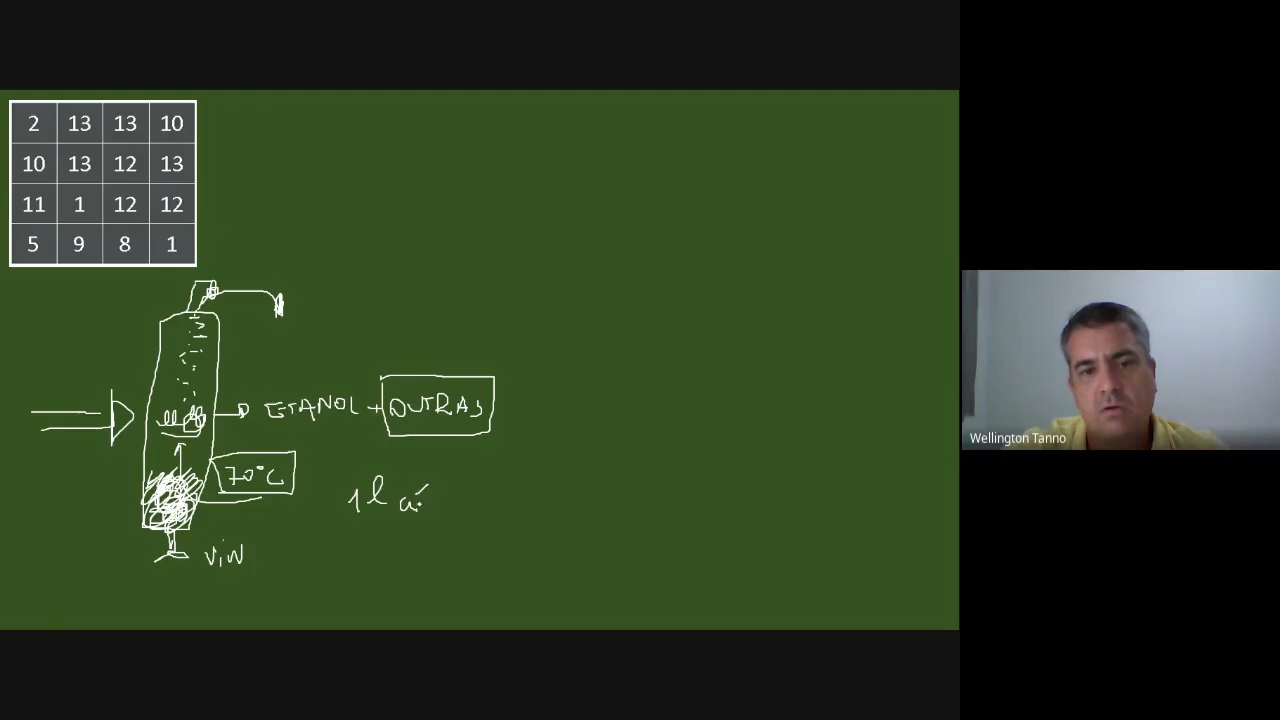 2 13 13 10
10 13 12 13
11 1 12 12
5 9 8 1
ETANOL + OUTRAS
70°C
1l
VIN
Wellington Tanno